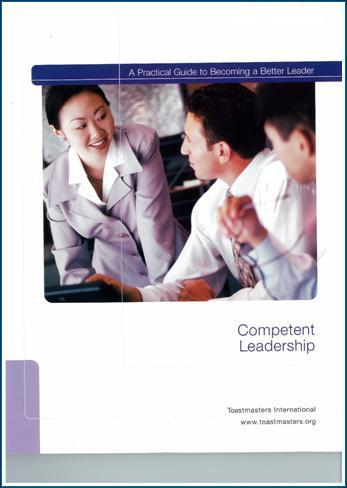 A Practical Guide to Becoming a Better Leader
Competent
Leadership
Toastmasters International
www.toastmasters.org